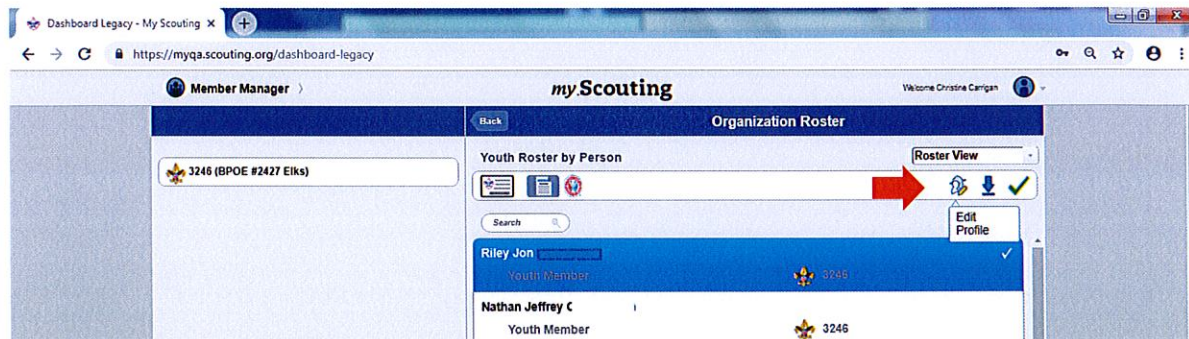 Dashboard Legacy - My Scouting
https://myqa.scouting.org/dashboard-legacy
Member Manager
my.Scouting
Welcome Christine Carrigan
Back
Organization Roster
3246 (BPOE #2427 Elks)
Youth Roster by Person
Roster View
Edit
Profile
Search
Riley Jon
Youth Member
3246
Nathan Jeffrey C
Youth Member
3246